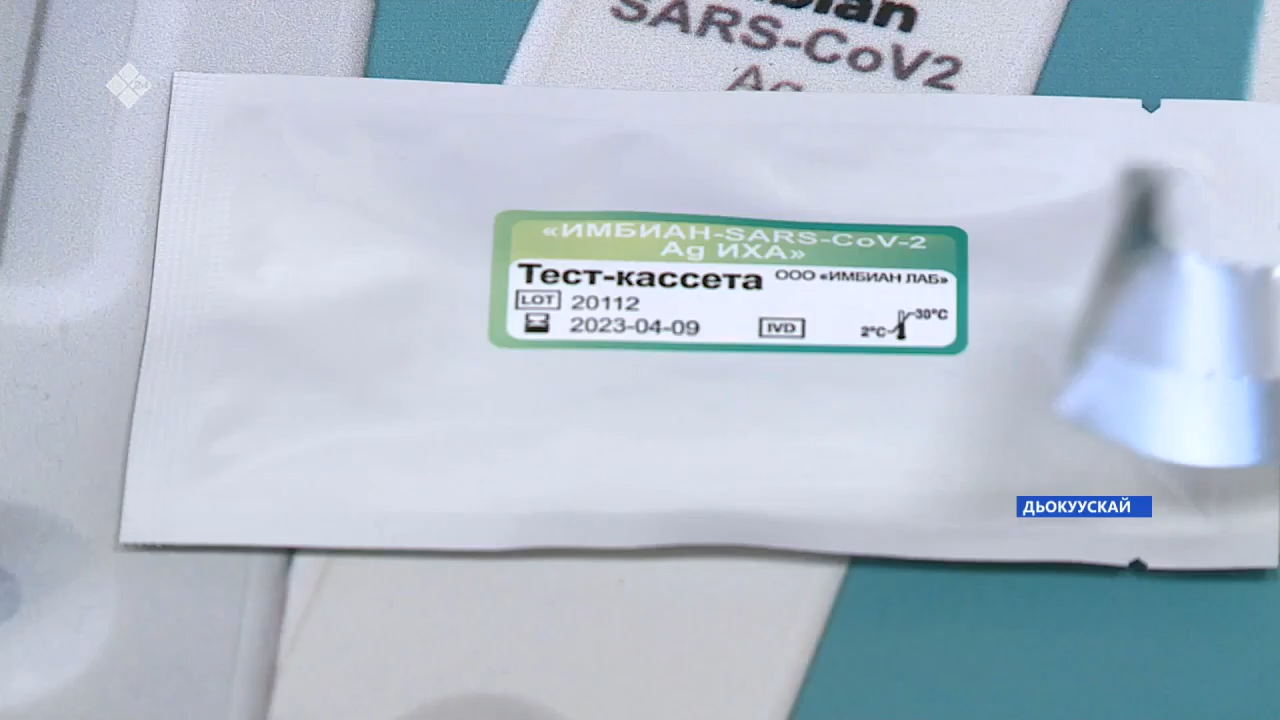 SARS-CoV2
Ag
«ИМБИАН-SARS-CoV-2
Ag ИХА»
Тест-кассета ООО «ИМБИАН ЛАБ»
LOT 20112
2023-04-09 IVD 2°C 30°C
ДЬОКУУСКАЙ